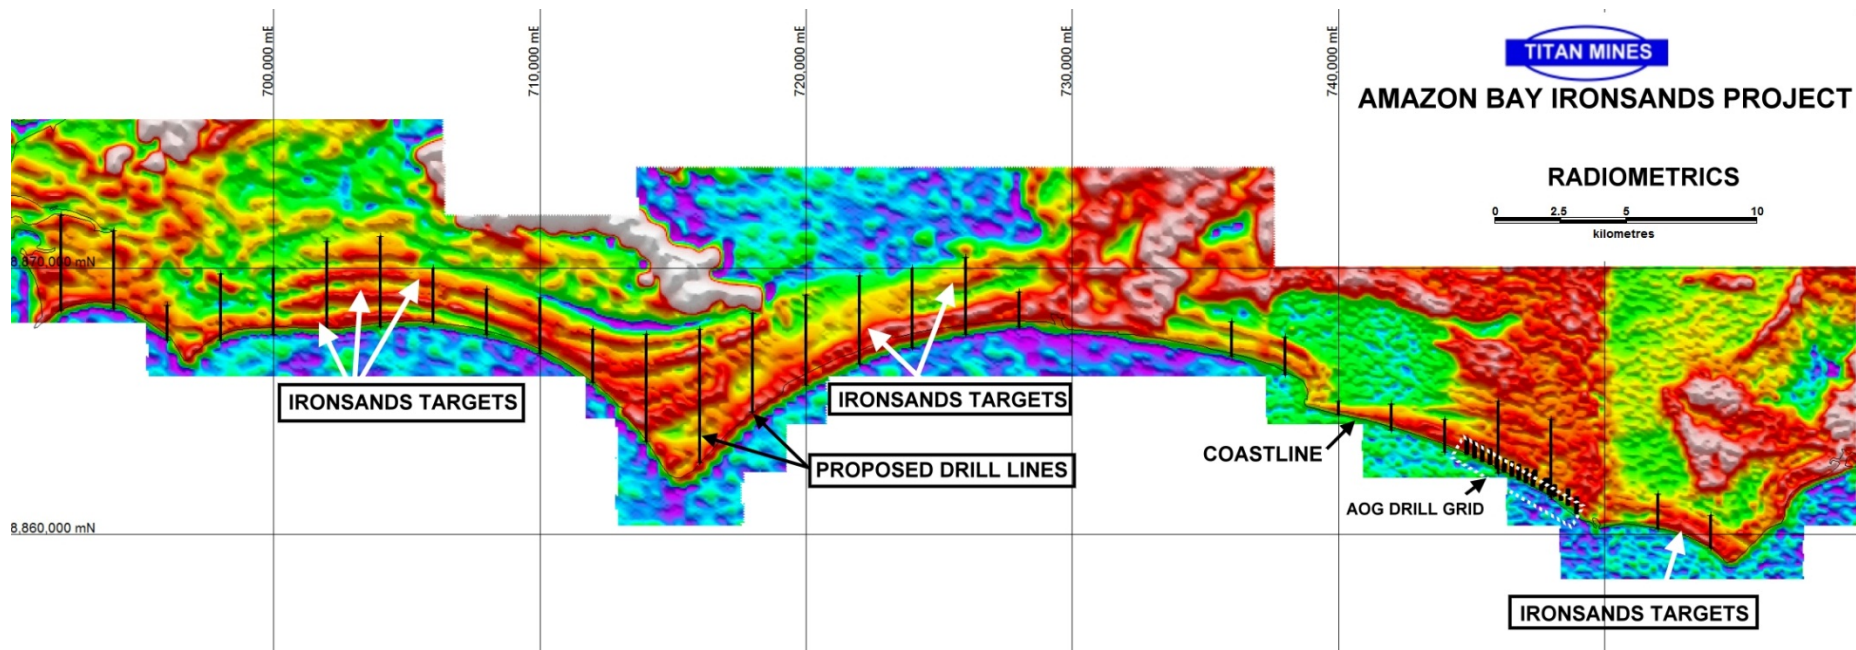 700,000 mE
710,000 mE
720,000 mE
730,000 mE
740,000 mE
TITAN MINES
AMAZON BAY IRONSANDS PROJECT
RADIOMETRICS
0 2.5 5 10
kilometres
8,870,000 mN
IRONSANDS TARGETS
IRONSANDS TARGETS
PROPOSED DRILL LINES
COASTLINE
AOG DRILL GRID
8,860,000 mN
IRONSANDS TARGETS